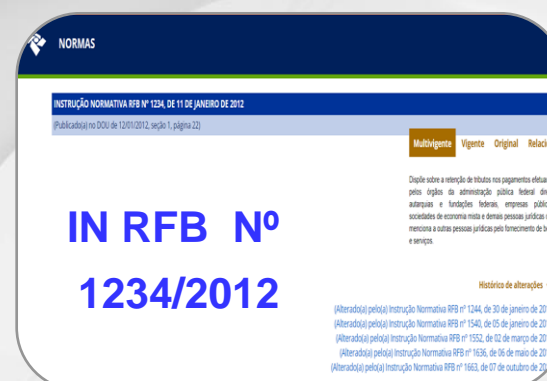 NORMAS
INSTRUÇÃO NORMATIVA RFB Nº 1234, DE 11 DE JANEIRO DE 2012
(Publicado(a) no DOU de 12/01/2012, seção 1, página 22)
Multivigente Vigente Original
Dispõe sobre a retenção de tributos nos pagamentos
pelos órgãos da administração pública federal
autarquias e fundações federais, empresas
sociedades de economia mista e demais pessoas jurídicas
menciona a outras pessoas jurídicas pelo fornecimento de
e serviços.
IN RFB Nº
1234/2012
Histórico de alterações
(Alterado(a) pelo(a) Instrução Normativa RFB nº 1244, de 30 de janeiro de
(Alterado(a) pelo(a) Instrução Normativa RFB nº 1540, de 05 de janeiro de
(Alterado(a) pelo(a) Instrução Normativa RFB nº 1552, de 02 de março de
(Alterado(a) pelo(a) Instrução Normativa RFB nº 1636, de 06 de maio de
(Alterado(a) pelo(a) Instrução Normativa RFB nº 1663, de 07 de outubro de